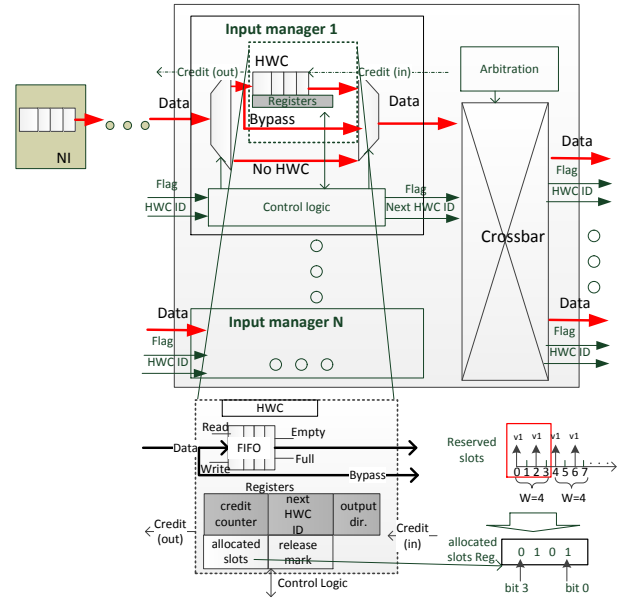 Input manager 1
HWC
Credit (out)
Credit (in)
Arbitration
Registers
Data
Data
Data
Bypass
NI
No HWC
Flag
HWC ID
Control logic
Flag
Next HWC ID
Data
Flag
HWC ID
Crossbar
Input manager N
Data
Flag
HWC ID
Data
Flag
HWC ID
HWC
Read
Empty
Data
FIFO
Full
Write
Bypass
Registers
credit counter
next HWC ID
output dir.
Credit (out)
Credit (in)
allocated slots
release mark
Control Logic
Reserved slots
v1 v1 v1 v1
0 1 2 3 4 5 6 7
W=4 W=4
allocated slots Reg.
0 1 0 1
bit 3 bit 0